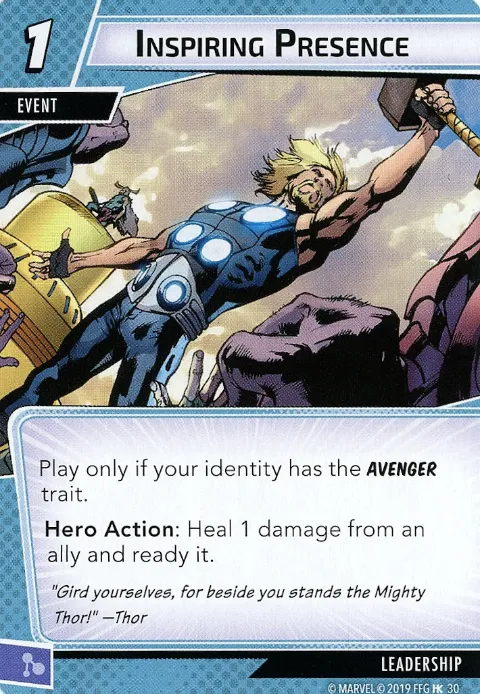 1
INSPIRING PRESENCE
EVENT
Play only if your identity has the AVENGER
trait.
Hero Action: Heal 1 damage from an
ally and ready it.
"Gird yourselves, for beside you stands the Mighty
Thor!" —Thor
LEADERSHIP
© MARVEL © 2019 FFG HK 30